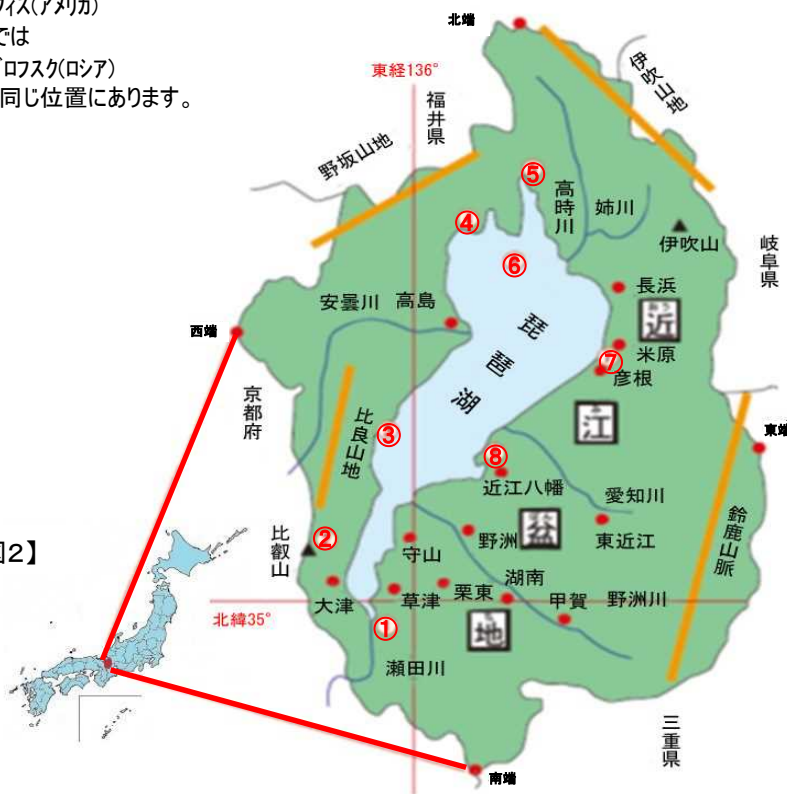 ィス(アメリカ)
では
ロフスク(ロシア)
同じ位置にあります。
北端
東経136°
福井県
伊吹山地
野坂山地
⑤
高時川
姉川
④
伊吹山
岐阜県
⑥
長浜
安曇川
高島
琵琶湖
近
米原
西端
⑦
彦根
京都府
比良山地
③
江
東端
⑧
近江八幡
愛知川
鈴鹿山脈
図2】
比叡山
②
守山
野洲
盆
東近江
大津
草津
栗東
湖南
甲賀
野洲川
北緯35°
①
地
瀬田川
三重県
南端